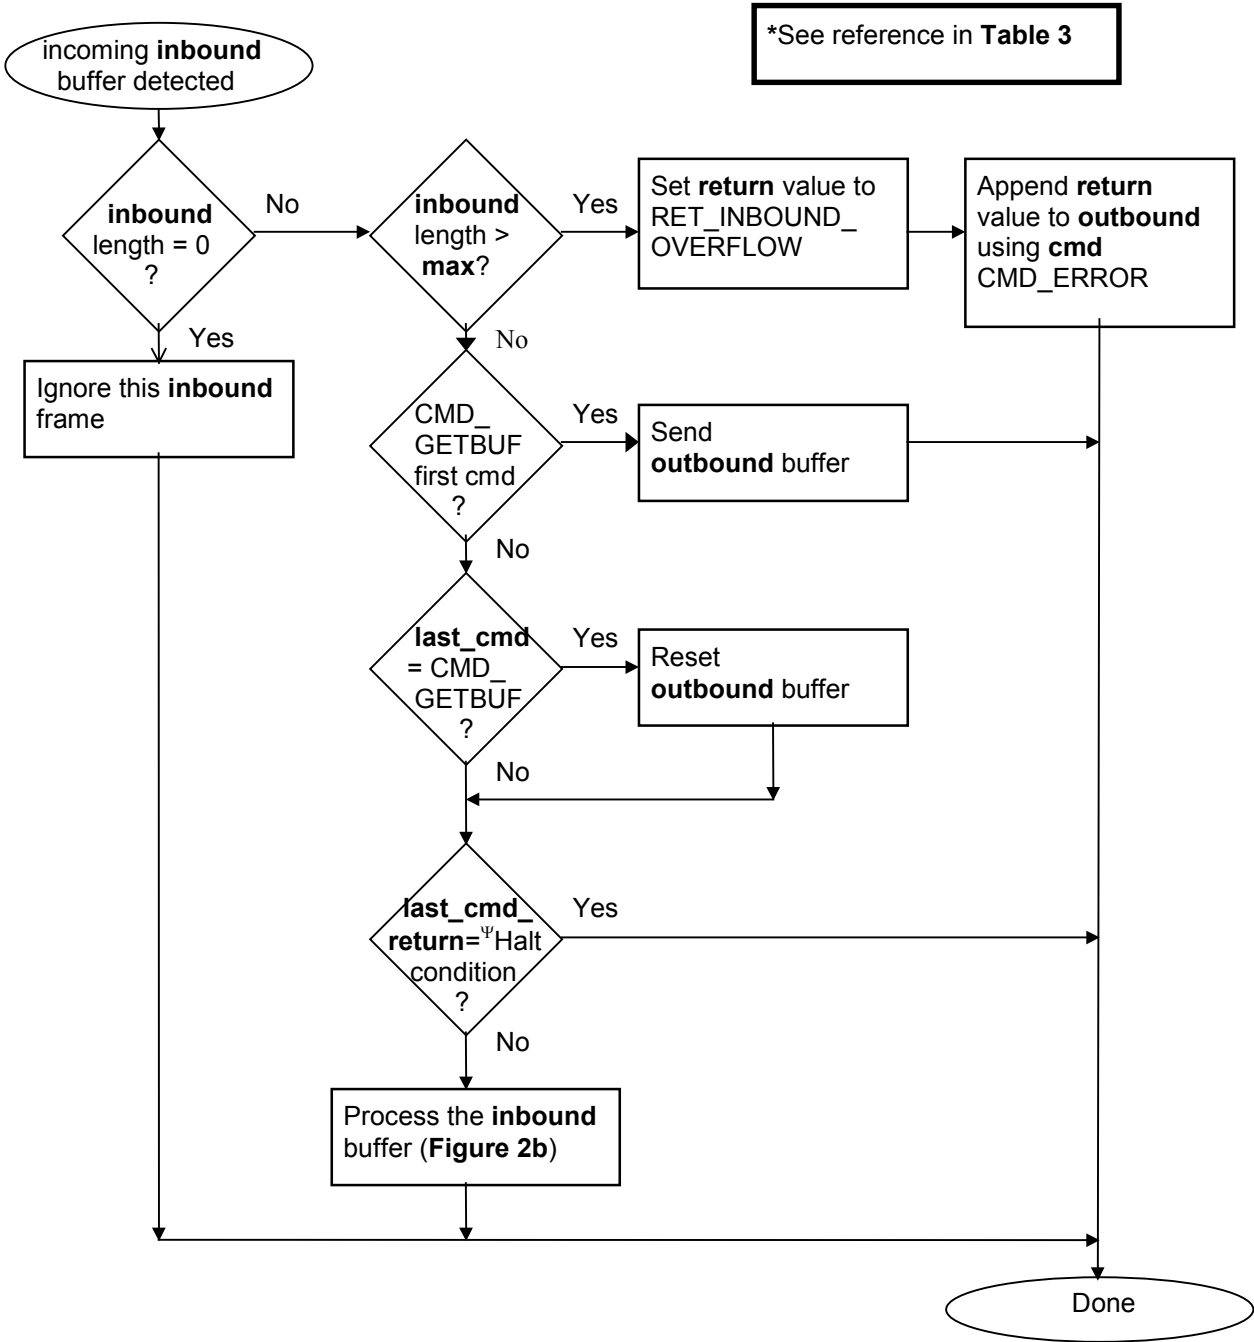 incoming inbound
buffer detected
*See reference in Table 3
inbound
length = 0
?
No
Yes
Ignore this inbound
frame
inbound
length >
max?
Yes
No
Set return value to
RET_INBOUND_
OVERFLOW
Append return
value to outbound
using cmd
CMD_ERROR
CMD_
GETBUF
first cmd
?
Yes
No
Send
outbound buffer
last_cmd
= CMD_
GETBUF
?
Yes
No
Reset
outbound buffer
last_cmd_
return=ΨHalt
condition
?
Yes
No
Process the inbound
buffer (Figure 2b)
Done